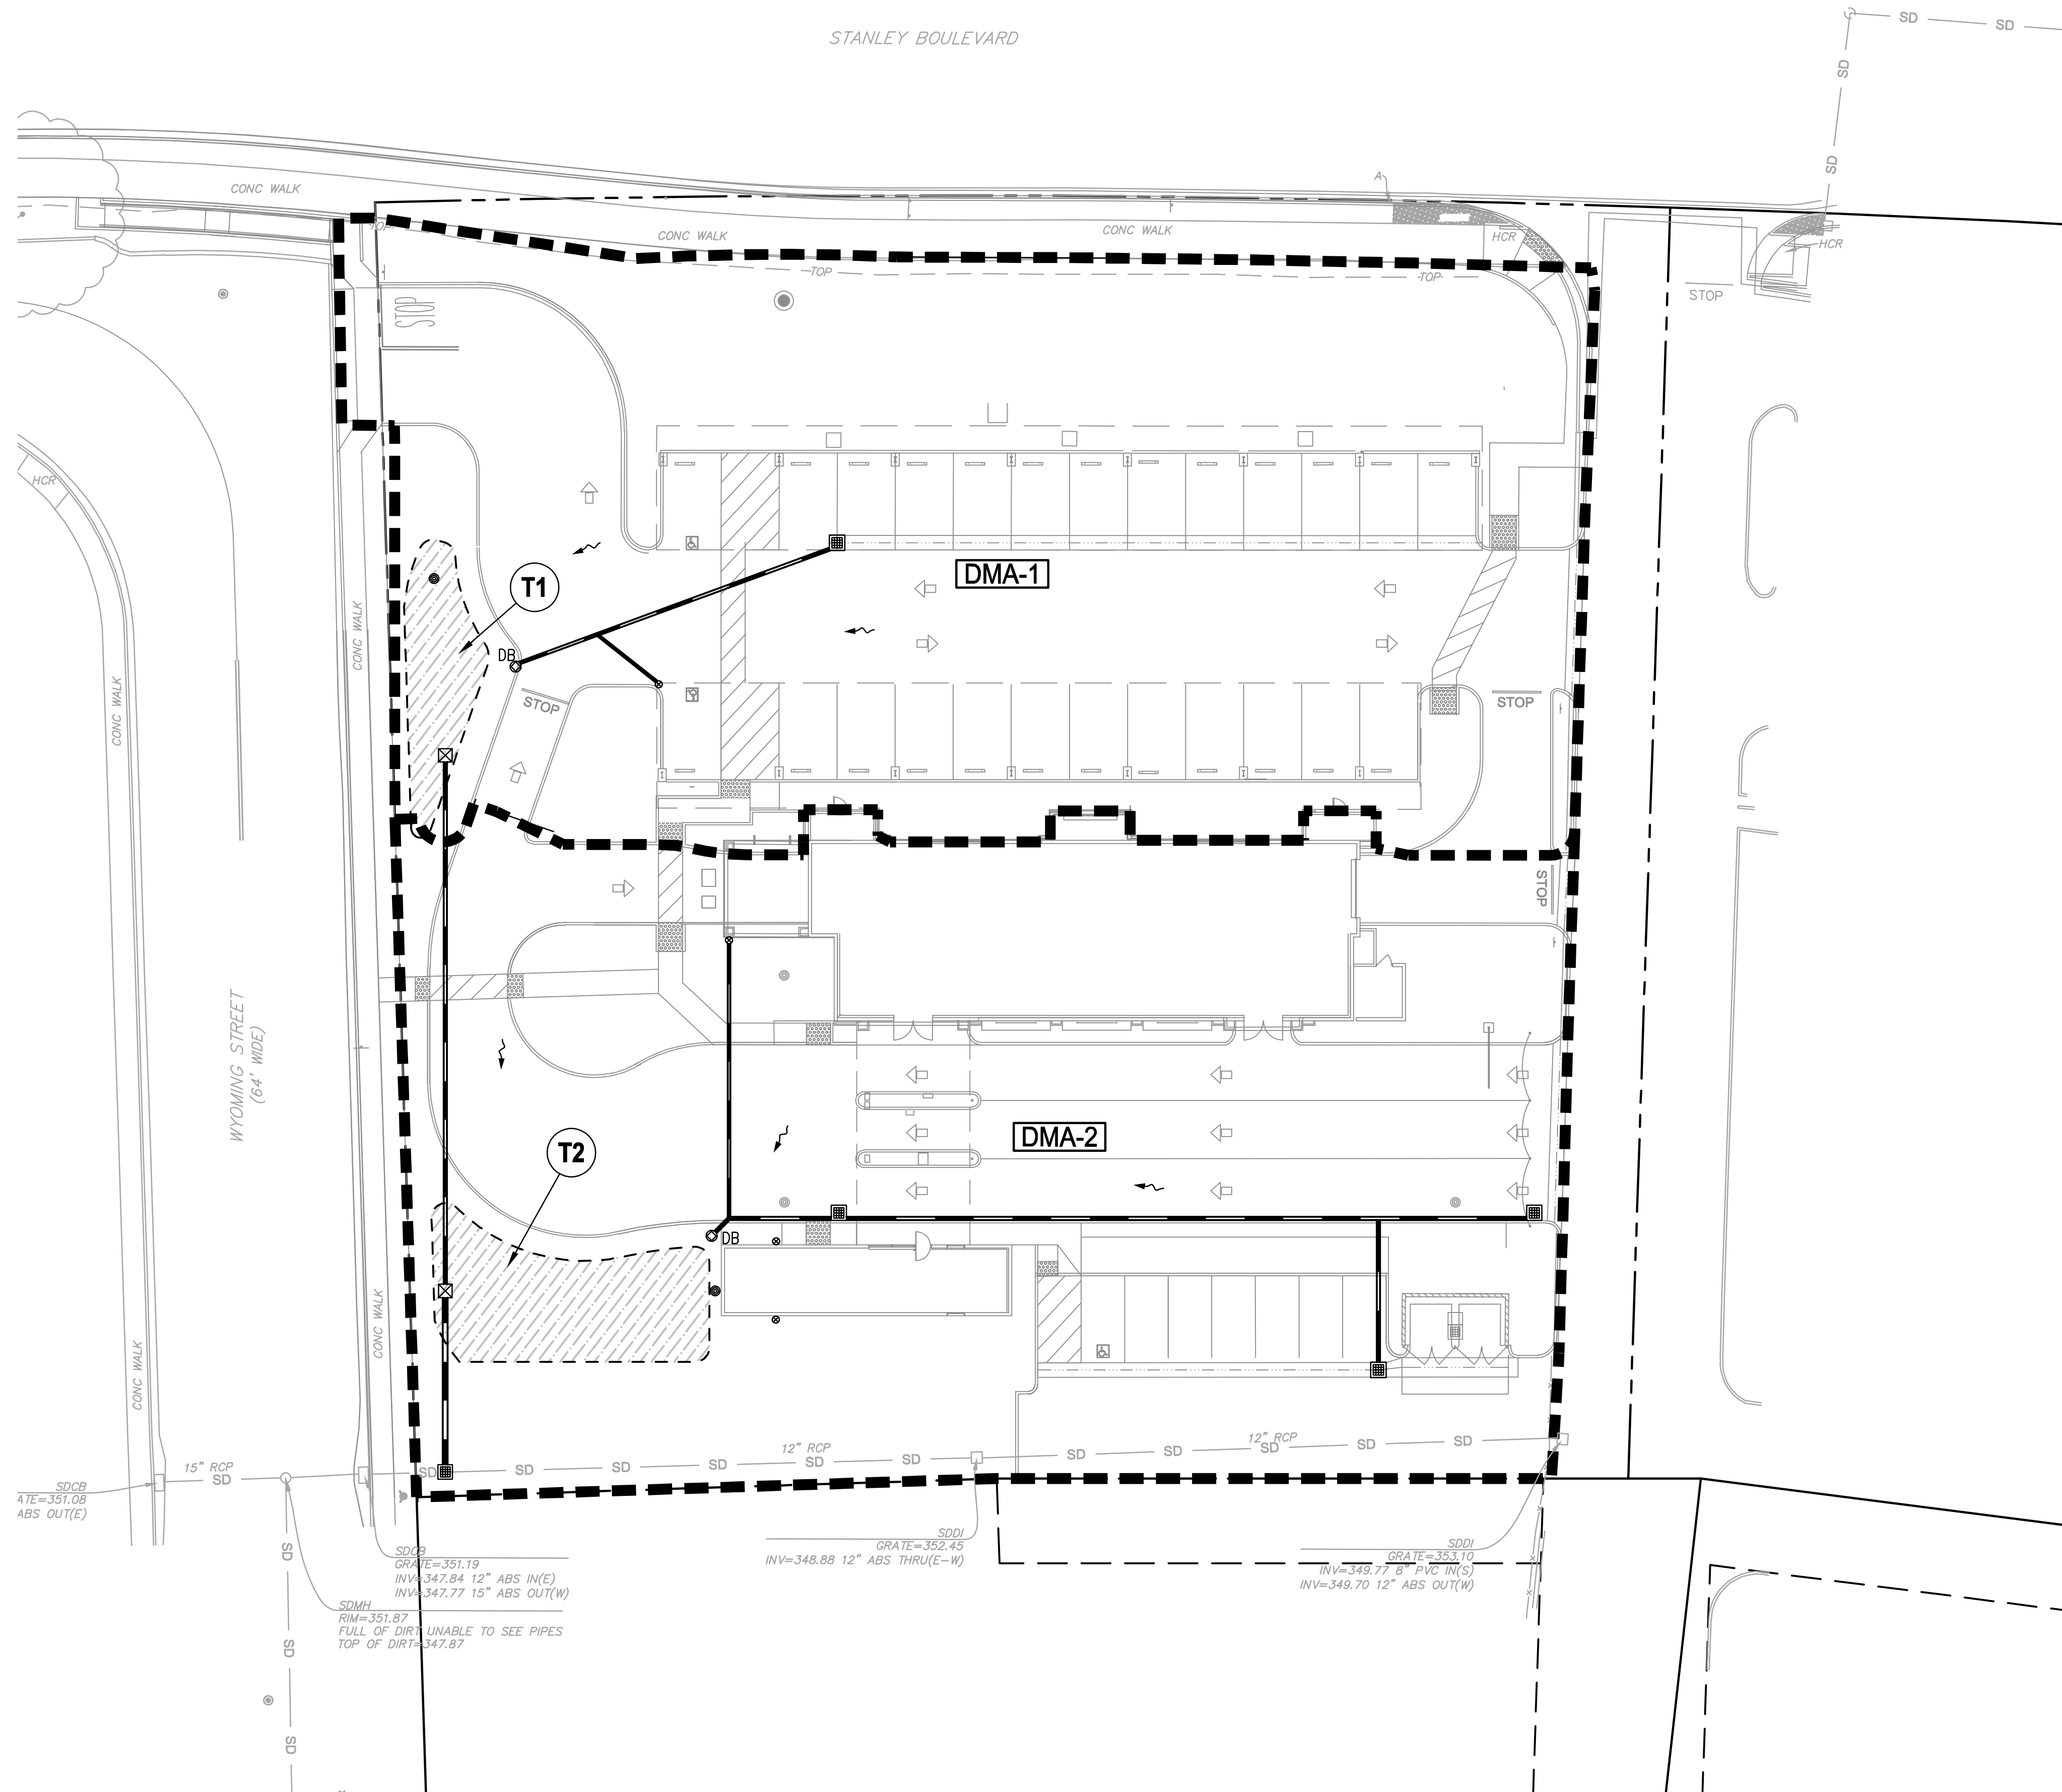 STANLEY BOULEVARD
SD
SD
SD
SD
A
CONC WALK
TOP
CONC WALK
CONC WALK
HCR
HCR
TOP
TOP
STOP
STOP
HCR
DMA-1
T1
CONC WALK
CONC WALK
DB
STOP
STOP
STOP
WYOMING STREET
(64' WIDE)
DMA-2
T2
DB
CONC WALK
CONC WALK
15" RCP
SD
SD
SD
SD
SD
12" RCP
SD
SD
SD
SD
12" RCP
SD
SD
SD
SDCB
ATE=351.08
ABS OUT(E)
SD
SDCB
GRATE=351.19
INV=347.84 12" ABS IN(E)
INV=347.77 15" ABS OUT(W)
SDDI
GRATE=352.45
INV=348.88 12" ABS THRU(E-W)
SDDI
GRATE=353.10
INV=349.77 8" PVC IN(S)
INV=349.70 12" ABS OUT(W)
SDMH
RIM=351.87
FULL OF DIRT UNABLE TO SEE PIPES
TOP OF DIRT=347.87
SD
SD